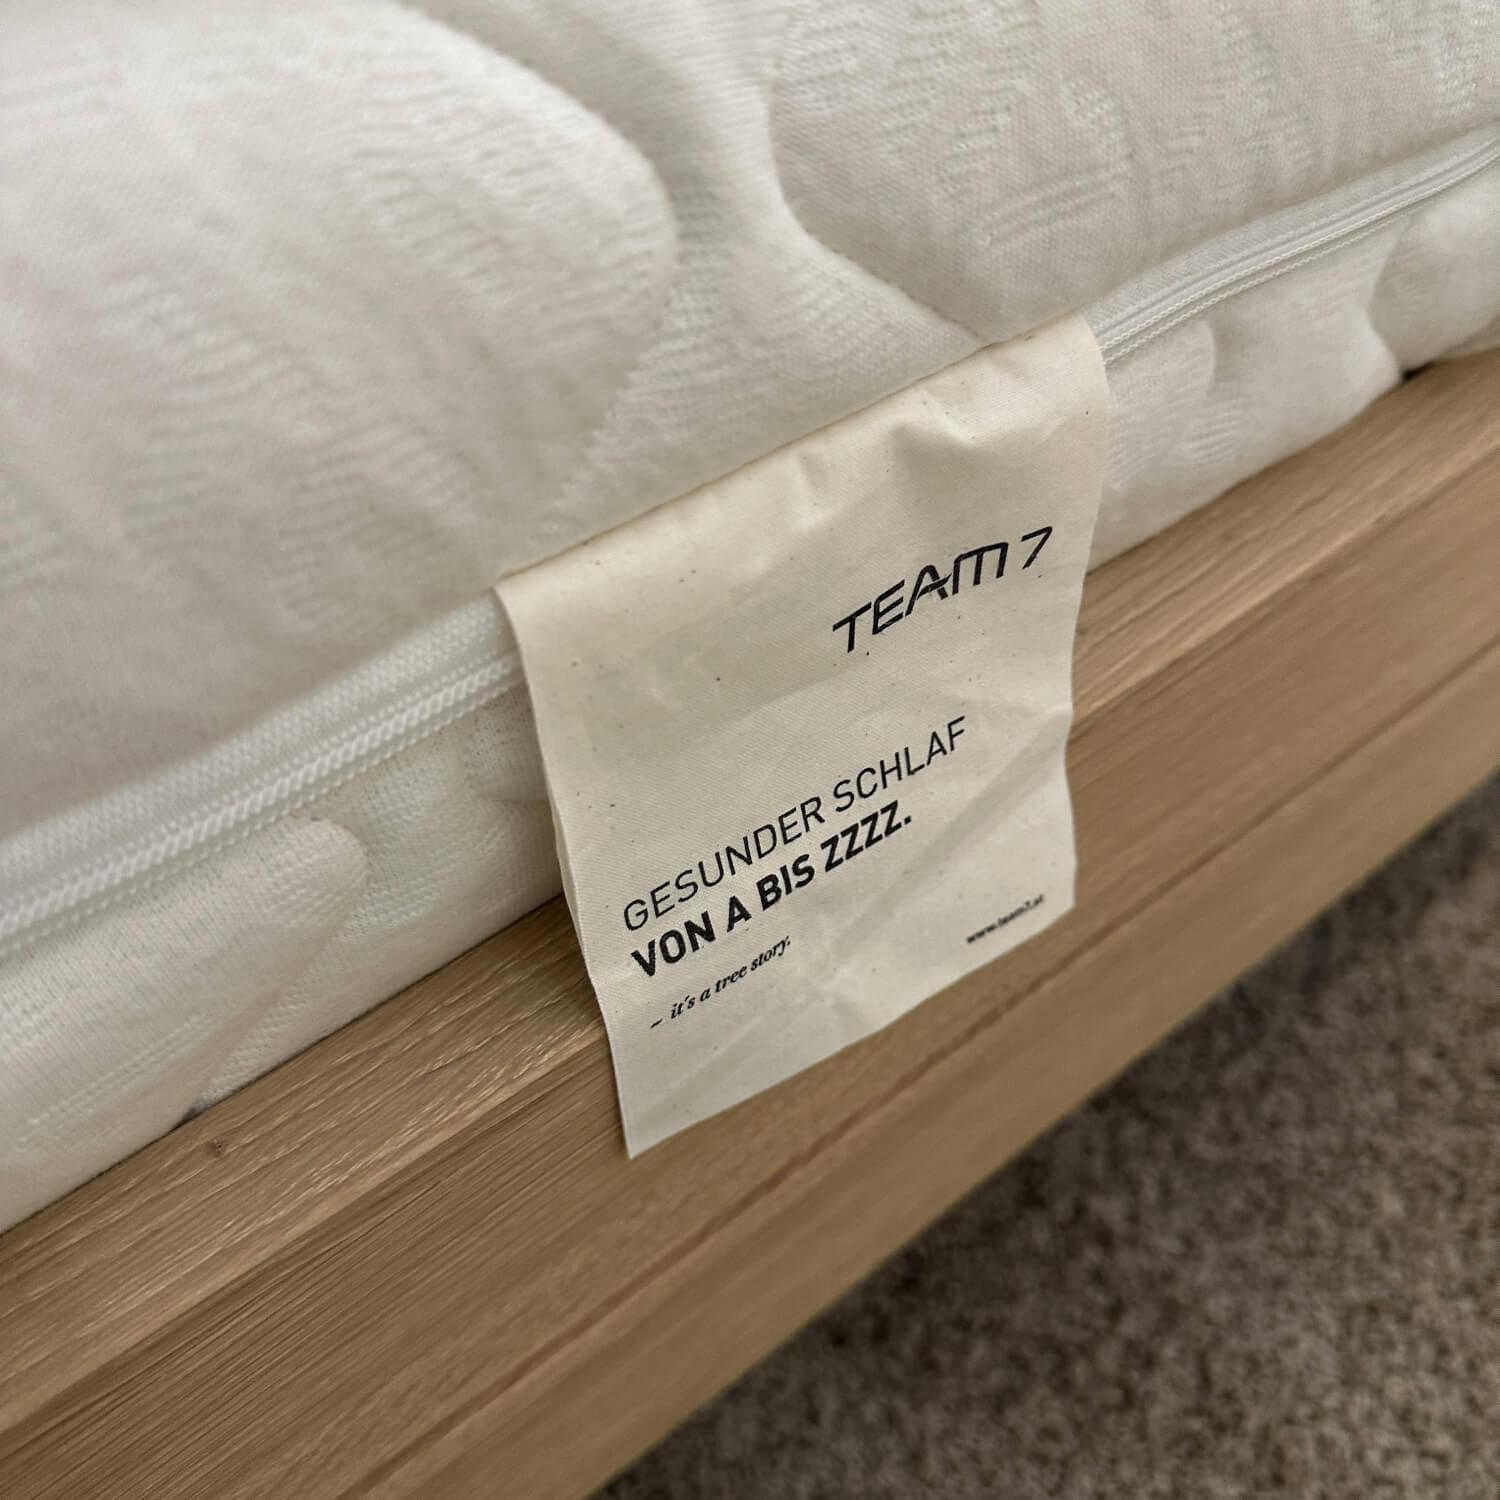 TEAM 7
GESUNDER SCHLAF
VON A BIS ZZZZ.
– it's a tree story.
www.team7.at